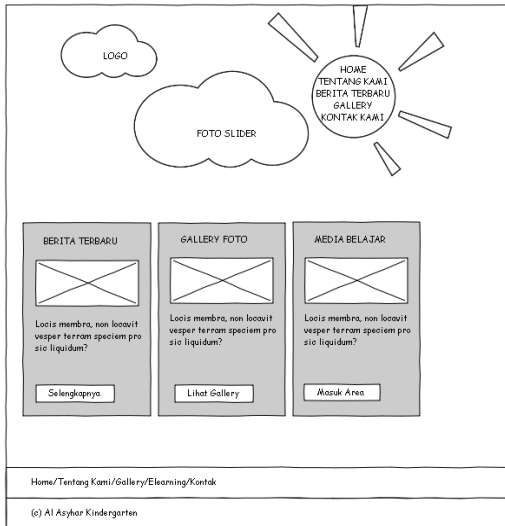 LOGO
HOME
TENTANG KAMI
BERITA TERBARU
GALLERY
KONTAK KAMI
FOTO SLIDER
BERITA TERBARU
Locis membra, non locavit
vesper terram speciem pro
sic liquidum?
Selengkapnya
GALLERY FOTO
Locis membra, non locavit
vesper terram speciem pro
sic liquidum?
Lihat Gallery
MEDIA BELAJAR
Locis membra, non locavit
vesper terram speciem pro
sic liquidum?
Masuk Area
Home/Tentang Kami/Gallery/Elearning/Kontak
(c) Al Asyhar Kindergarten